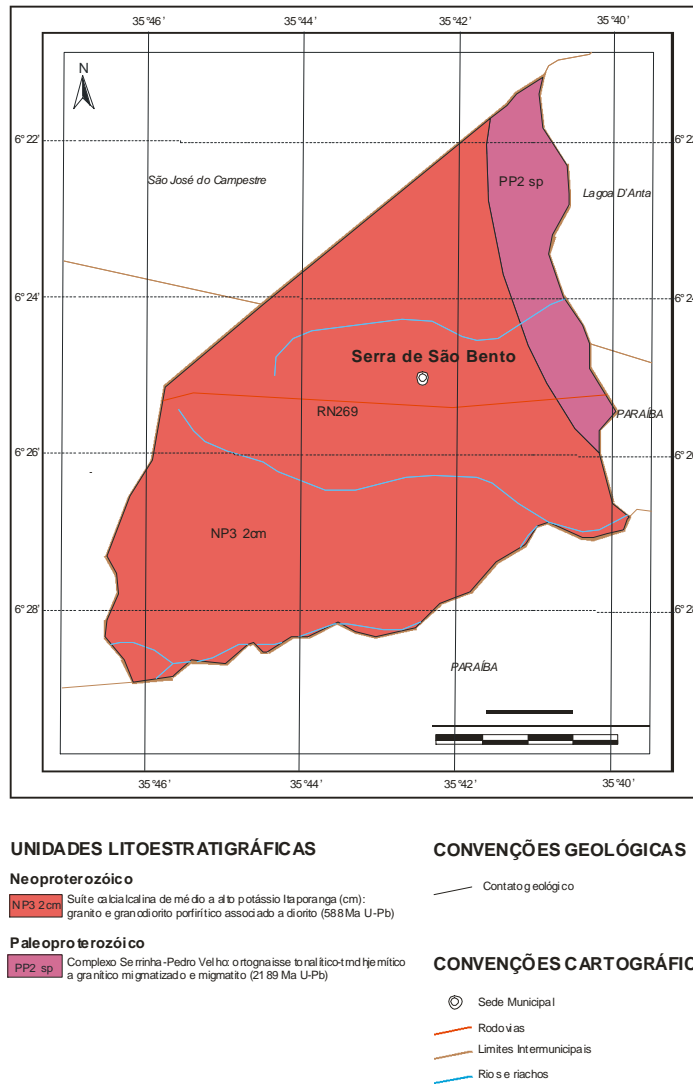 35°46' 35°44' 35°42' 35°40'
N
6°22' 6°22
PP2 sp
São José do Campestre
Lagoa D'Anta
6°24' 6°24
Serra de São Bento
RN269
PARAÍBA
6°26' 6°26
NP3 2cm
6°28' 6°28
PARAÍBA
35°46' 35°44' 35°42' 35°40'
UNIDADES LITOESTRATIGRÁFICAS
Neoproterozóico
NP3 2cm Suíte calcialcalina de médio a alto potássio Itaporanga (cm):
granito e granodiorito porfirítico associado a diorito (588Ma U-Pb)
Paleoproterozóico
PP2 sp Complexo Serrinha-Pedro Velho: ortognaisse tonalítico-trndhjemítico
a granítico migmatizado e migmatito (2189 Ma U-Pb)
CONVENÇÕES GEOLÓGICAS
Contato geológico
CONVENÇÕES CARTOGRÁFIC
Sede Municipal
Rodovias
Limites Intermunicipais
Rios e riachos